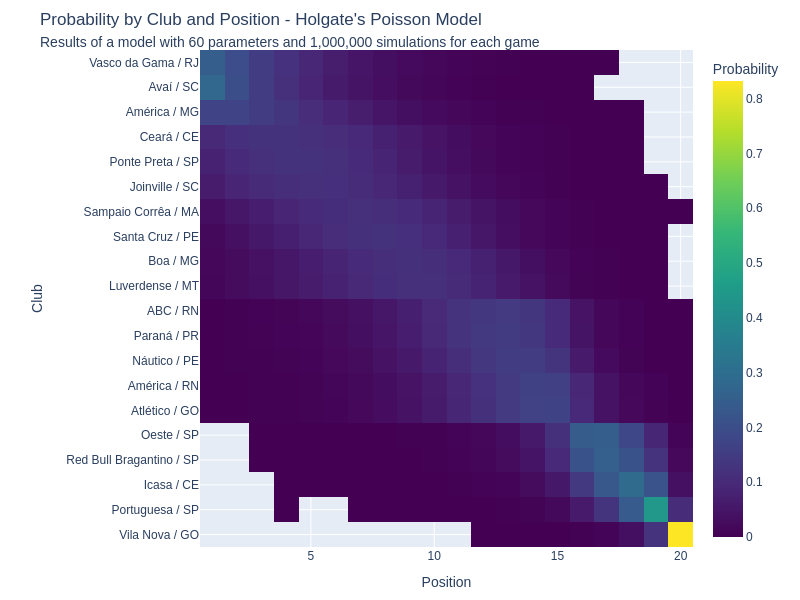 Probability by Club and Position - Holgate's Poisson Model
Results of a model with 60 parameters and 1,000,000 simulations for each game
Vasco da Gama / RJ
Avaí / SC
América / MG
Ceará / CE
Ponte Preta / SP
Joinville / SC
Sampaio Corrêa / MA
Santa Cruz / PE
Boa / MG
Luverdense / MT
ABC / RN
Paraná / PR
Náutico / PE
América / RN
Atlético / GO
Oeste / SP
Red Bull Bragantino / SP
Icasa / CE
Portuguesa / SP
Vila Nova / GO
Club
5
10
15
20
Position
Probability
0.8
0.7
0.6
0.5
0.4
0.3
0.2
0.1
0